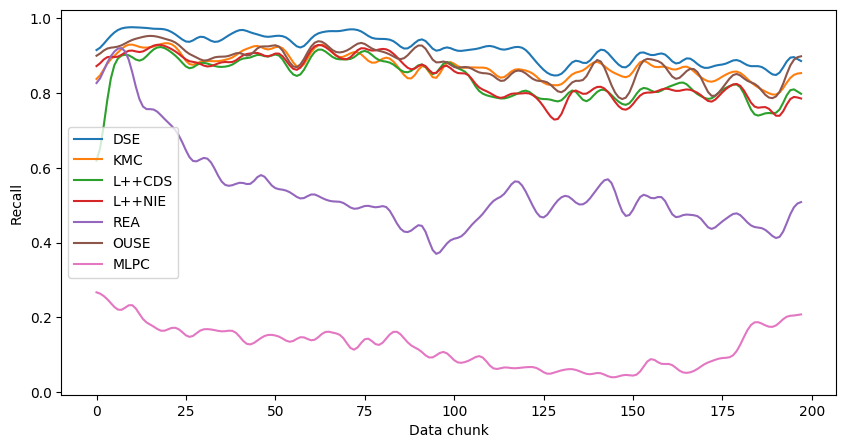 1.0
0.8
0.6
0.4
0.2
0.0
Recall
DSE
KMC
L++CDS
L++NIE
REA
OUSE
MLPC
0 25 50 75 100 125 150 175 200
Data chunk